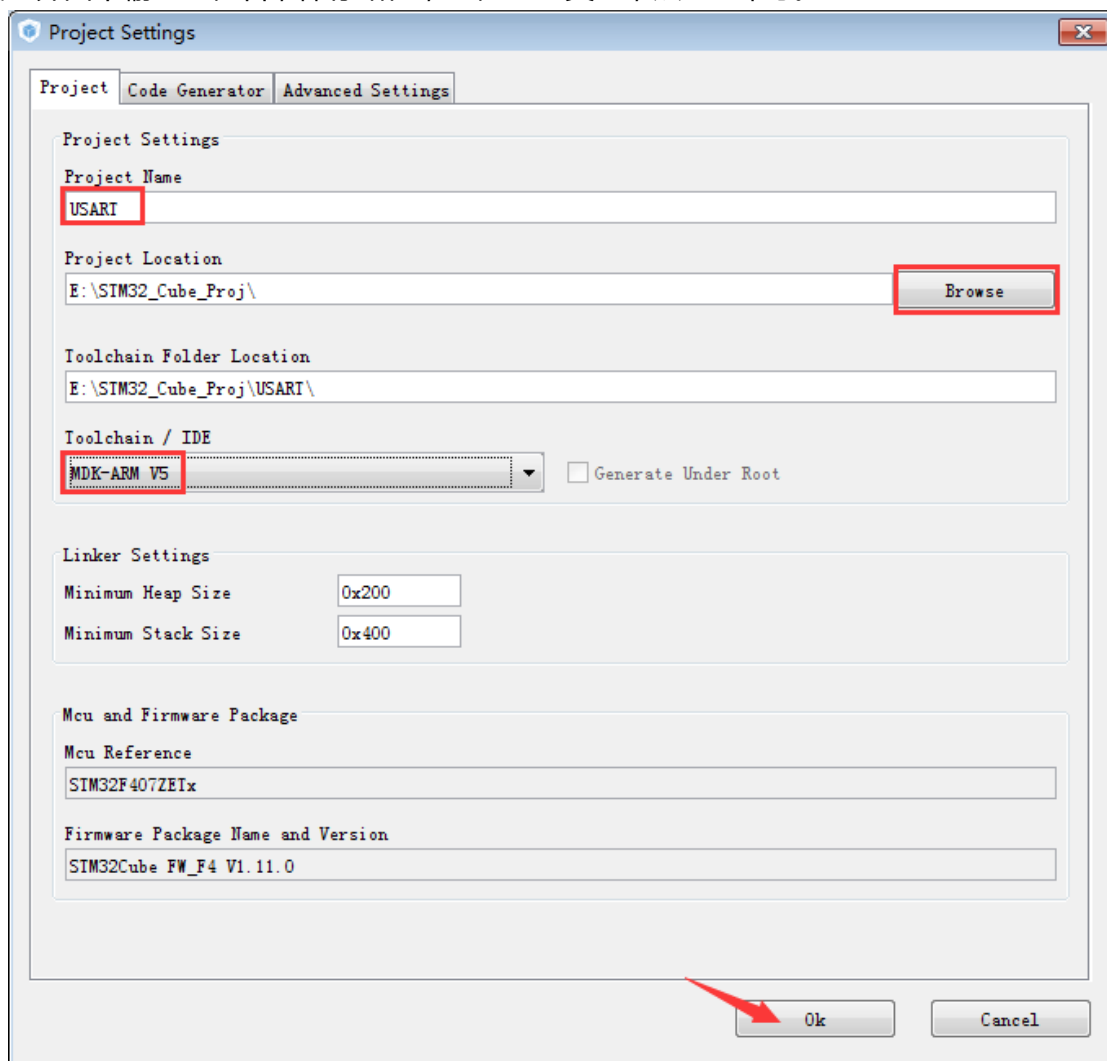 Project Settings
Project Code Generator Advanced Settings
Project Settings
Project Name
USART
Project Location
E:\STM32_Cube_Proj\ Browse
Toolchain Folder Location
E:\STM32_Cube_Proj\USART\
Toolchain / IDE
MDK-ARM V5 Generate Under Root
Linker Settings
Minimum Heap Size 0x200
Minimum Stack Size 0x400
Mcu and Firmware Package
Mcu Reference
STM32F407ZETx
Firmware Package Name and Version
STM32Cube FW_F4 V1.11.0
Ok Cancel